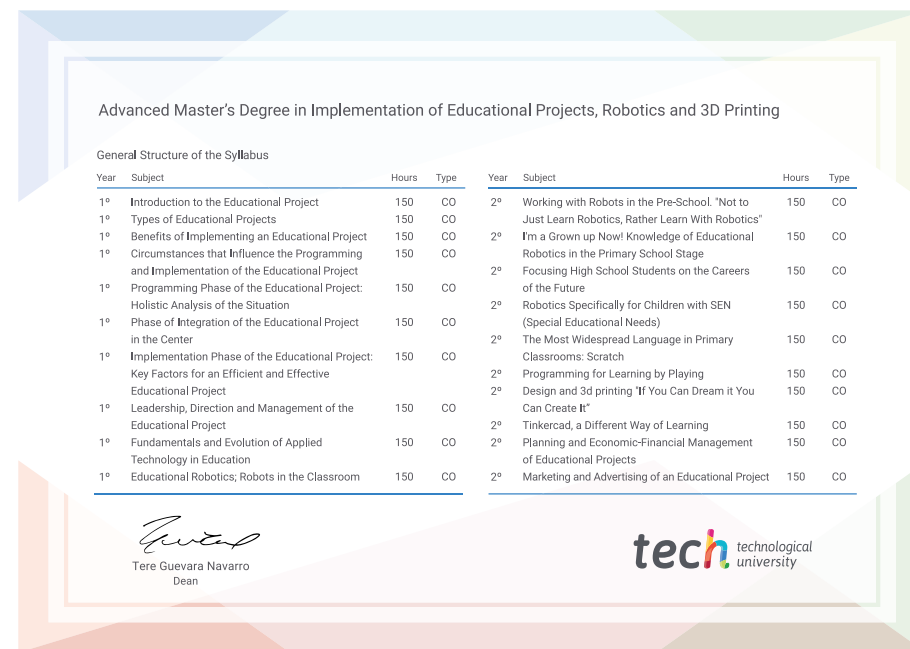 Advanced Master's Degree in Implementation of Educational Projects, Robotics and 3D Printing
General Structure of the Syllabus
Year Subject Hours Type
1º Introduction to the Educational Project 150 CO
1º Types of Educational Projects 150 CO
1º Benefits of Implementing an Educational Project 150 CO
1º Circumstances that Influence the Programming 150 CO
and Implementation of the Educational Project
1º Programming Phase of the Educational Project: 150 CO
Holistic Analysis of the Situation
1º Phase of Integration of the Educational Project 150 CO
in the Center
1º Implementation Phase of the Educational Project: 150 CO
Key Factors for an Efficient and Effective
Educational Project
1º Leadership, Direction and Management of the 150 CO
Educational Project
1º Fundamentals and Evolution of Applied 150 CO
Technology in Education
1º Educational Robotics; Robots in the Classroom 150 CO
Year Subject Hours Type
2º Working with Robots in the Pre-School. "Not to 150 CO
Just Learn Robotics, Rather Learn With Robotics"
2º I'm a Grown up Now! Knowledge of Educational 150 CO
Robotics in the Primary School Stage
2º Focusing High School Students on the Careers 150 CO
of the Future
2º Robotics Specifically for Children with SEN 150 CO
(Special Educational Needs)
2º The Most Widespread Language in Primary 150 CO
Classrooms: Scratch
2º Programming for Learning by Playing 150 CO
2º Design and 3d printing "If You Can Dream it You 150 CO
Can Create It"
2º Tinkercad, a Different Way of Learning 150 CO
2º Planning and Economic-Financial Management 150 CO
of Educational Projects
2º Marketing and Advertising of an Educational Project 150 CO
Tere Guevara Navarro
Dean
tech technological
university